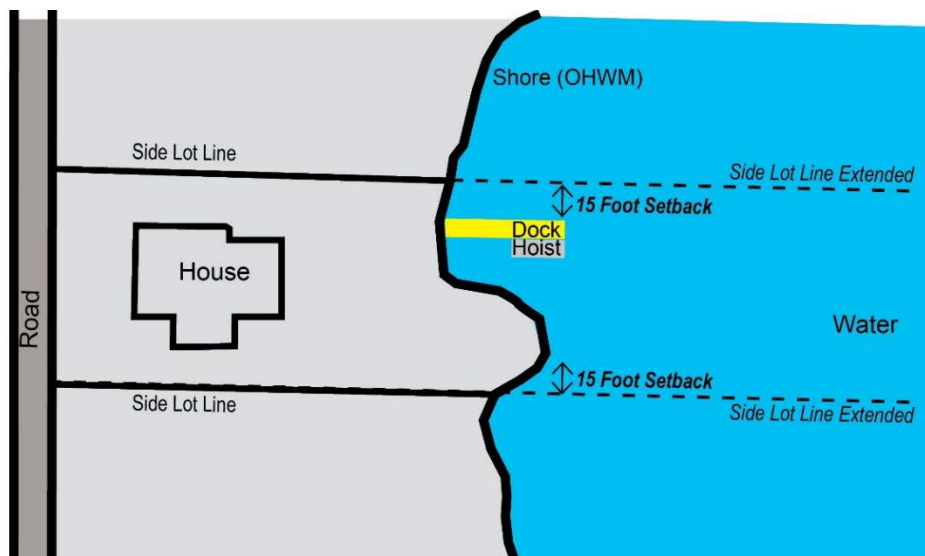 Shore (OHWM)
Side Lot Line
Side Lot Line Extended
15 Foot Setback
Dock
Hoist
House
Road
Water
15 Foot Setback
Side Lot Line
Side Lot Line Extended